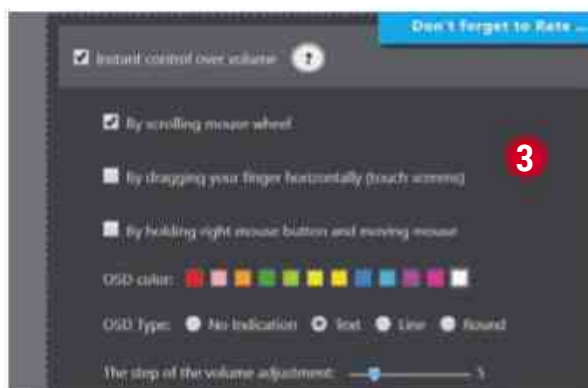 Don't Forget to Rate ...
Instant control over volume ?
By scrolling mouse wheel
3
By dragging your finger horizontally (touch screens)
By holding right mouse button and moving mouse
OSD color:
OSD Type: No Indication Text Line Round
The step of the volume adjustment: 5